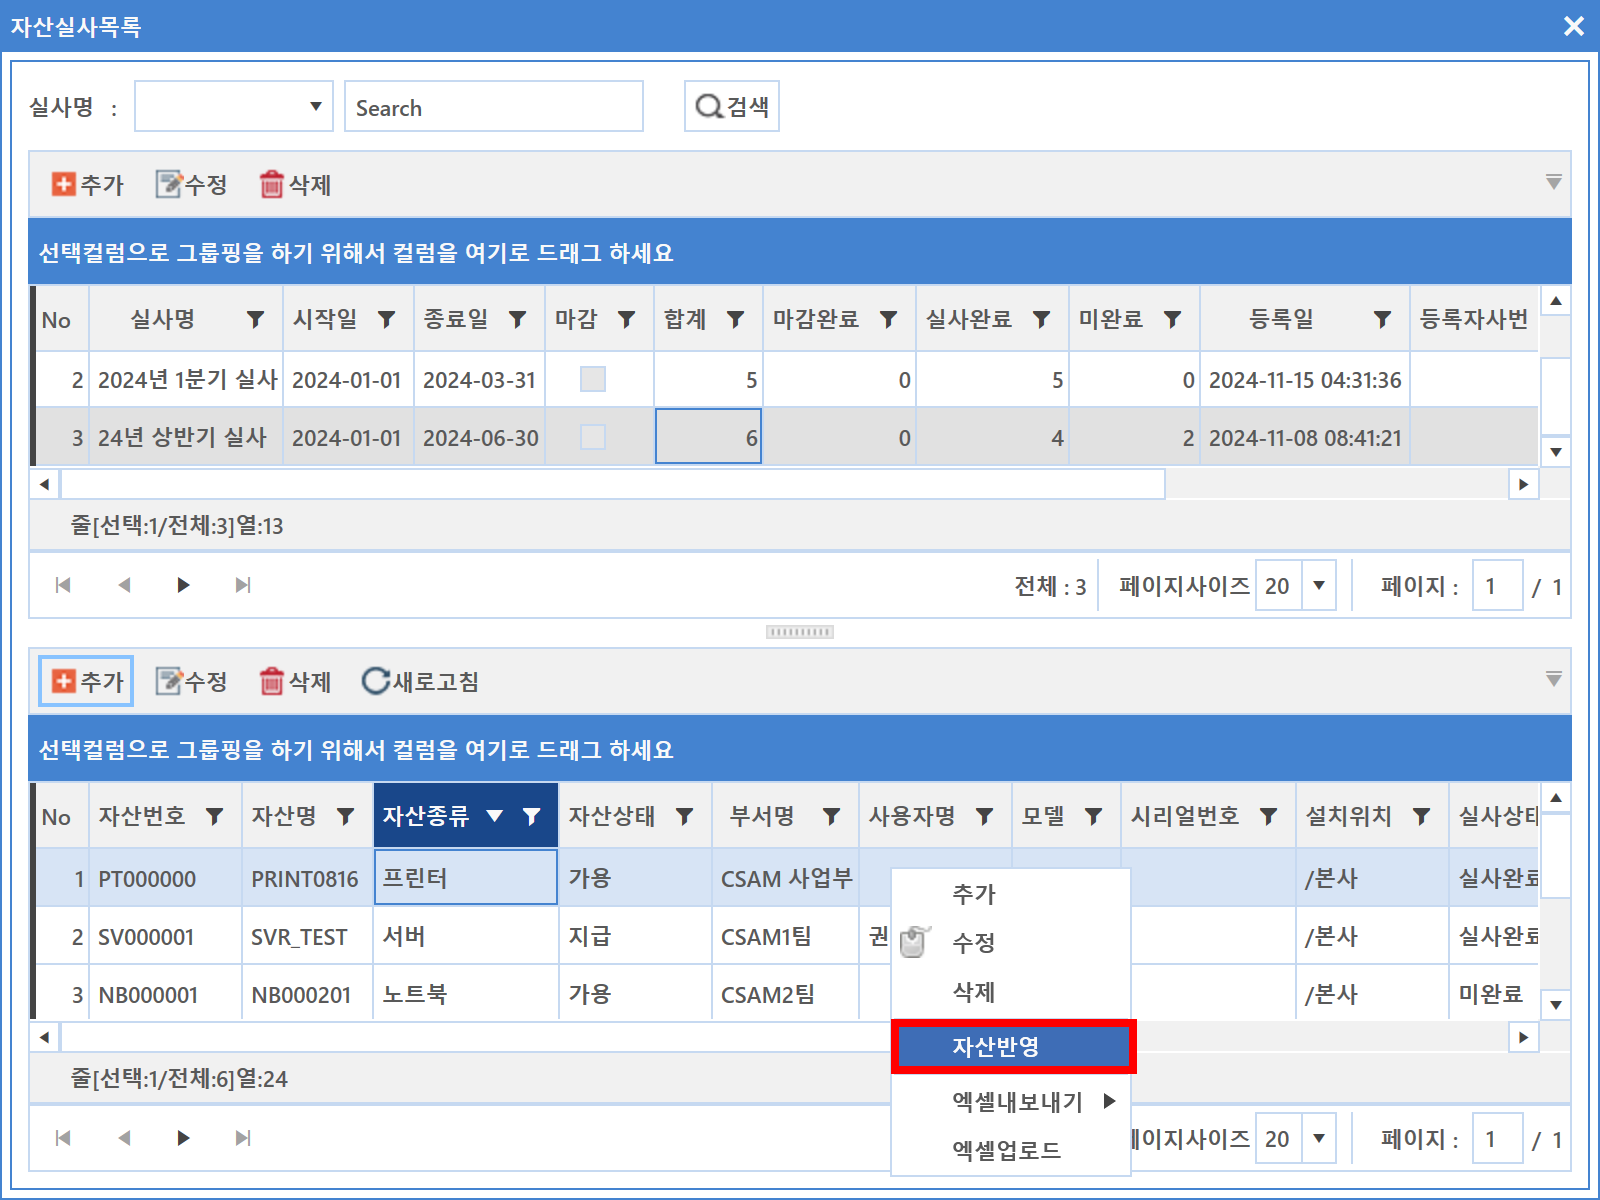 자산실사목록
실사명 : Search 검색
추가 수정 삭제
선택컬럼으로 그룹핑을 하기 위해서 컬럼을 여기로 드래그 하세요
No 실사명 시작일 종료일 마감 합계 마감완료 실사완료 미완료 등록일 등록자사번
2 2024년 1분기 실사 2024-01-01 2024-03-31 5 0 5 0 2024-11-15 04:31:36
3 24년 상반기 실사 2024-01-01 2024-06-30 6 0 4 2 2024-11-08 08:41:21
줄[선택:1/전체:3]열:13
전체 : 3 페이지사이즈 20 페이지 : 1 / 1
추가 수정 삭제 새로고침
선택컬럼으로 그룹핑을 하기 위해서 컬럼을 여기로 드래그 하세요
No 자산번호 자산명 자산종류 자산상태 부서명 사용자명 모델 시리얼번호 설치위치 실사상태
1 PT000000 PRINT0816 프린터 가용 CSAM 사업부 /본사 실사완료
2 SV000001 SVR_TEST 서버 지급 CSAM1팀 권 /본사 실사완료
3 NB000001 NB000201 노트북 가용 CSAM2팀 /본사 미완료
추가
수정
삭제
자산반영
엑셀내보내기
엑셀업로드
줄[선택:1/전체:6]열:24
페이지사이즈 20 페이지 : 1 / 1